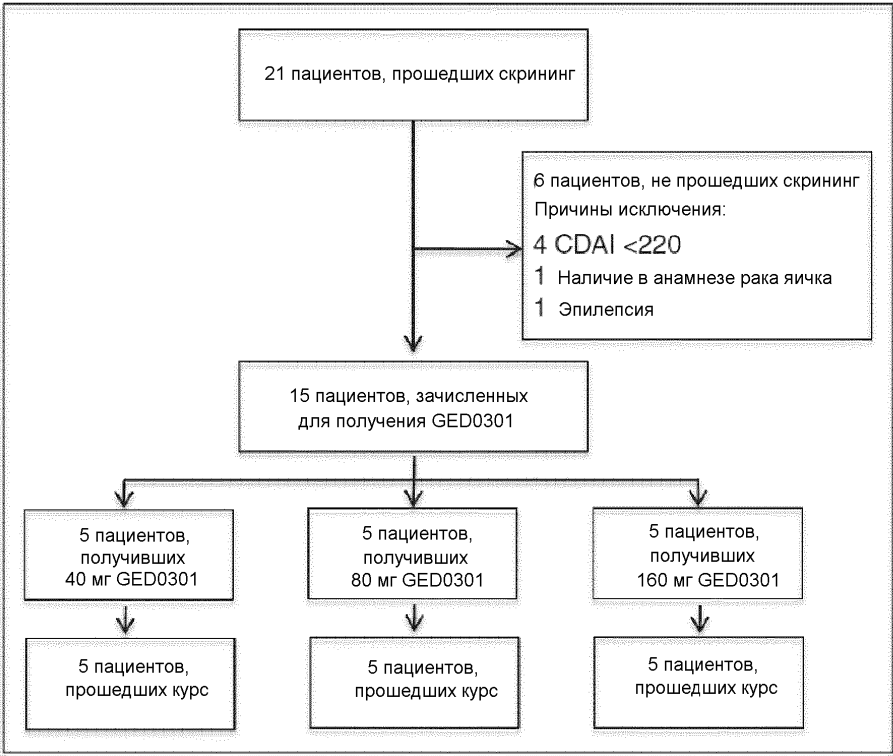 21 пациентов, прошедших скрининг
6 пациентов, не прошедших скрининг
Причины исключения:
4 CDAI <220
1 Наличие в анамнезе рака яичка
1 Эпилепсия
15 пациентов, зачисленных
для получения GED0301
5 пациентов,
получивших
40 мг GED0301
5 пациентов,
получивших
80 мг GED0301
5 пациентов,
получивших
160 мг GED0301
5 пациентов,
прошедших курс
5 пациентов,
прошедших курс
5 пациентов,
прошедших курс